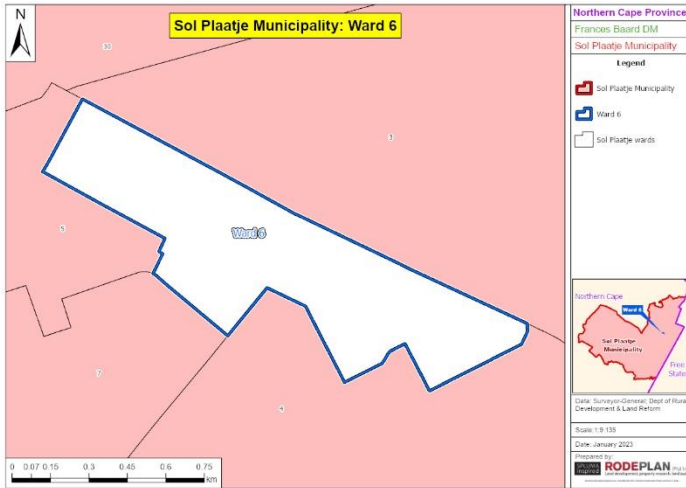 N
Sol Plaatje Municipality: Ward 6
30
3
5
Ward 6
7
4
0 0.07 0.15 0.3 0.45 0.6 0.75
km
Northern Cape Province
Frances Baard DM
Sol Plaatje Municipality
Legend
Sol Plaatje Municipality
Ward 6
Sol Plaatje wards
Northern Cape
Ward 6
Sol Plaatje
Municipality
Free
State
Data: Surveyor-General; Dept of Rura
Development & Land Reform
Scale: 1:9 135
Date: January 2023
Prepared by:
SPLUMA
Inspired
RODEPLAN